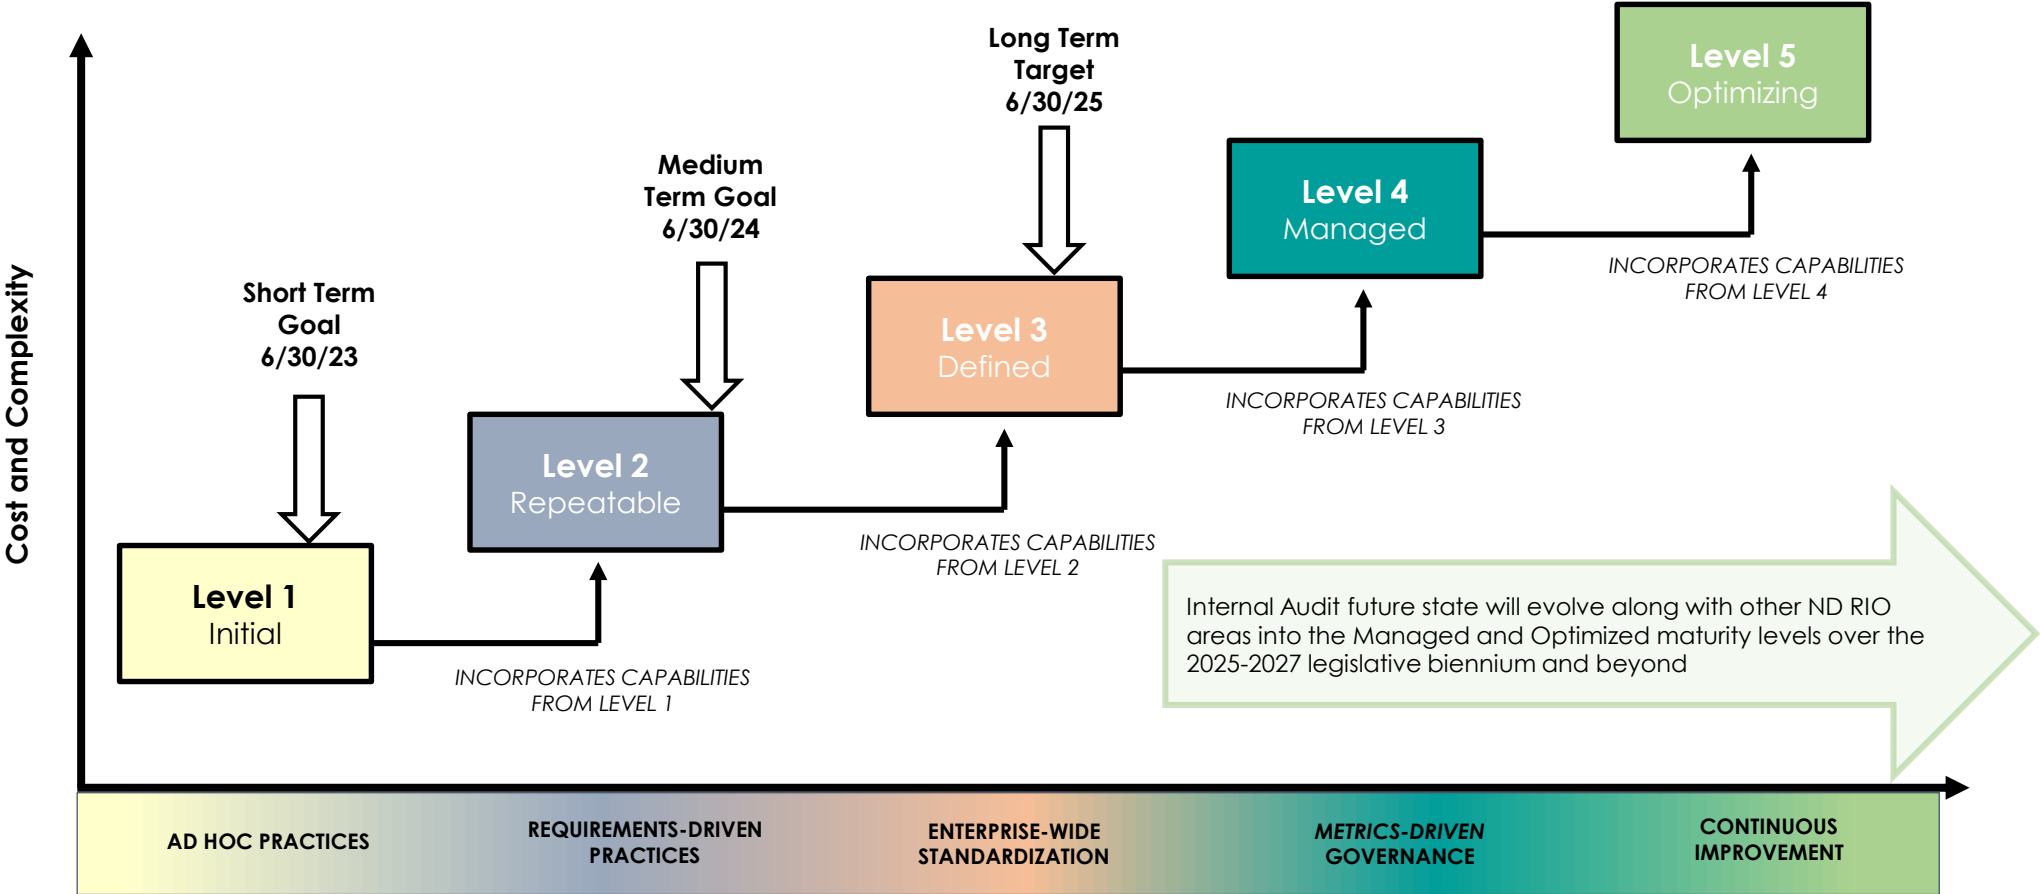 Cost and Complexity
Short Term
Goal
6/30/23
Medium
Term Goal
6/30/24
Long Term
Target
6/30/25
Level 1
Initial
INCORPORATES CAPABILITIES
FROM LEVEL 1
Level 2
Repeatable
INCORPORATES CAPABILITIES
FROM LEVEL 2
Level 3
Defined
INCORPORATES CAPABILITIES
FROM LEVEL 3
Level 4
Managed
INCORPORATES CAPABILITIES
FROM LEVEL 4
Level 5
Optimizing
Internal Audit future state will evolve along with other ND RIO
areas into the Managed and Optimized maturity levels over the
2025-2027 legislative biennium and beyond
AD HOC PRACTICES
REQUIREMENTS-DRIVEN
PRACTICES
ENTERPRISE-WIDE
STANDARDIZATION
METRICS-DRIVEN
GOVERNANCE
CONTINUOUS
IMPROVEMENT